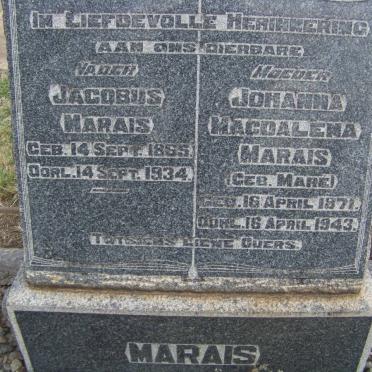 In Liefdevolle Herinnering
aan ons dierbare
Vader
Jacobus
Marais
Geb. 14 Sept. 1865
Oorl. 14 Sept. 1934.
Moeder
Johanna
Magdalena
Marais
(Geb. Mare)
Geb. 16 April 1871.
Oorl. 16 April 1943.
Totsiens Liewe Ouers.
MARAIS